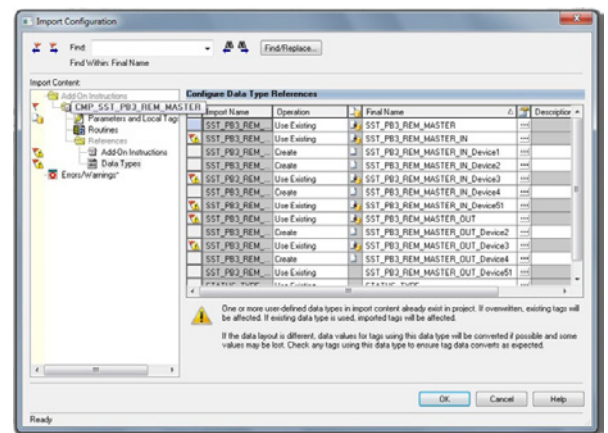 Import Configuration
Find:
Find/Replace...
Find Within: Final Name
Import Content:
Add-On Instructions
CMP_SST_PB3_REM_MASTER
Parameters and Local Tags
Routines
References
Add-On Instructions
Data Types
Errors/Warnings*
Configure Data Type References
Import Name Operation Final Name Description
SST_PB3_REM_... Use Existing SST_PB3_REM_MASTER
SST_PB3_REM_... Use Existing SST_PB3_REM_MASTER_IN
SST_PB3_REM_... Create SST_PB3_REM_MASTER_IN_Device1
SST_PB3_REM_... Create SST_PB3_REM_MASTER_IN_Device2
SST_PB3_REM_... Use Existing SST_PB3_REM_MASTER_IN_Device3
SST_PB3_REM_... Create SST_PB3_REM_MASTER_IN_Device4
SST_PB3_REM_... Use Existing SST_PB3_REM_MASTER_IN_Device51
SST_PB3_REM_... Use Existing SST_PB3_REM_MASTER_OUT
SST_PB3_REM_... Create SST_PB3_REM_MASTER_OUT_Device2
SST_PB3_REM_... Use Existing SST_PB3_REM_MASTER_OUT_Device3
SST_PB3_REM_... Create SST_PB3_REM_MASTER_OUT_Device4
SST_PB3_REM_... Use Existing SST_PB3_REM_MASTER_OUT_Device51
STATUS_TYPE Use Existing STATUS_TYPE
One or more user-defined data types in import content already exist in project. If overwritten, existing tags will
be affected. If existing data type is used, imported tags will be affected.
If the data layout is different, data values for tags using this data type will be converted if possible and some
values may be lost. Check any tags using this data type to ensure tag data converts as expected.
OK Cancel Help
Ready